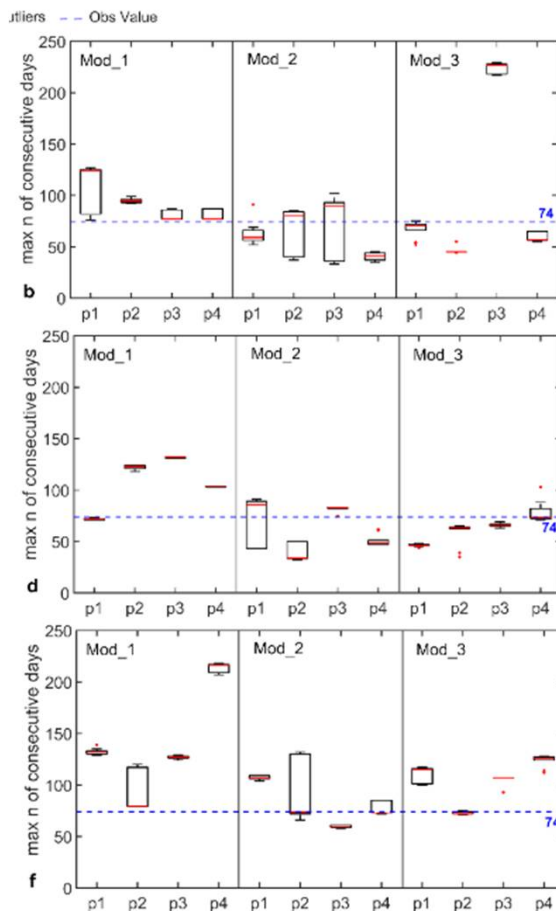 utliers -- Obs Value
max n of consecutive days
250
200
150
100
50
0
Mod_1
Mod_2
Mod_3
74
b
p1 p2 p3 p4 p1 p2 p3 p4 p1 p2 p3 p4
max n of consecutive days
250
200
150
100
50
0
Mod_1
Mod_2
Mod_3
74
d
p1 p2 p3 p4 p1 p2 p3 p4 p1 p2 p3 p4
max n of consecutive days
250
200
150
100
50
0
Mod_1
Mod_2
Mod_3
74
f
p1 p2 p3 p4 p1 p2 p3 p4 p1 p2 p3 p4